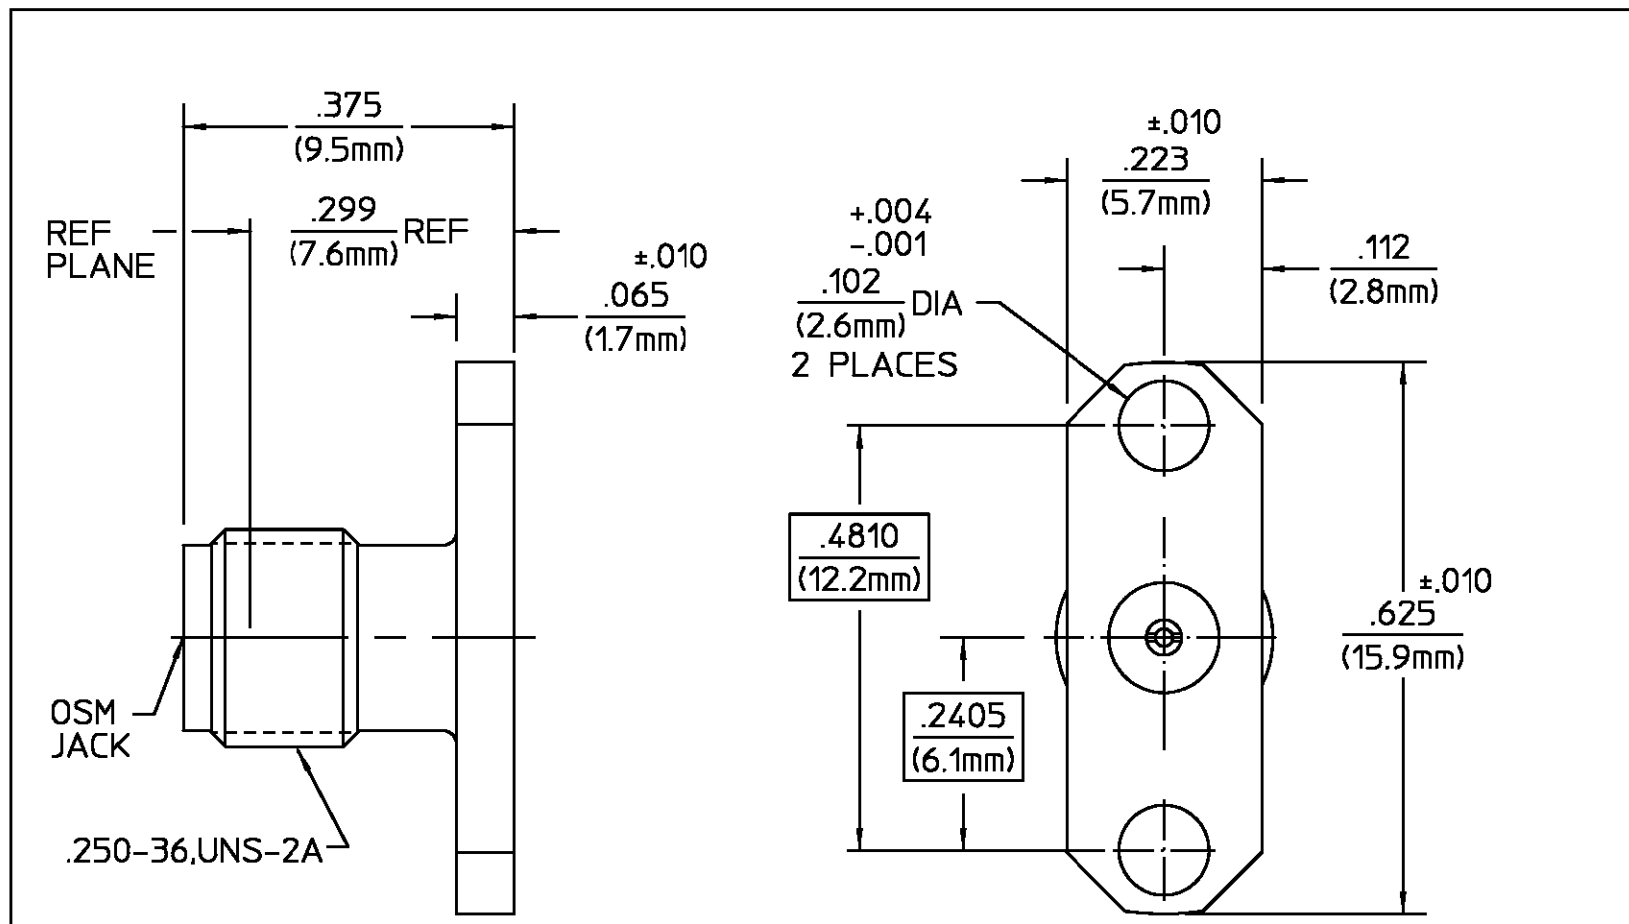 .375
(9.5mm)
REF
PLANE
.299
(7.6mm)
REF
±.010
.065
(1.7mm)
OSM
JACK
.250-36,UNS-2A
±.010
.223
(5.7mm)
+.004
-.001
.102
(2.6mm)
DIA
2 PLACES
.112
(2.8mm)
.4810
(12.2mm)
.2405
(6.1mm)
±.010
.625
(15.9mm)